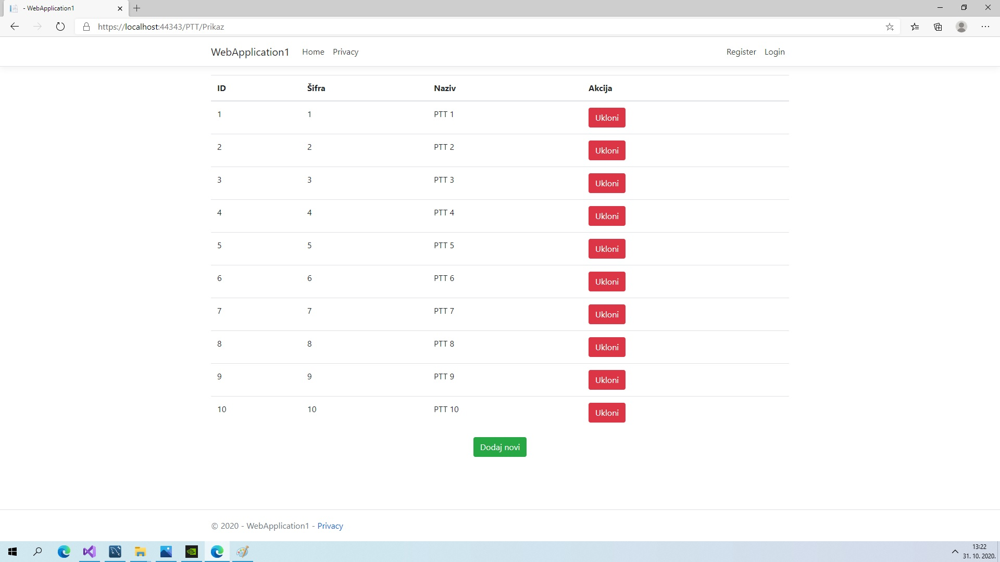 - WebApplication1
https://localhost:44343/PTT/Prikaz
WebApplication1 Home Privacy Register Login
ID Šifra Naziv Akcija
1 1 PTT 1 Ukloni
2 2 PTT 2 Ukloni
3 3 PTT 3 Ukloni
4 4 PTT 4 Ukloni
5 5 PTT 5 Ukloni
6 6 PTT 6 Ukloni
7 7 PTT 7 Ukloni
8 8 PTT 8 Ukloni
9 9 PTT 9 Ukloni
10 10 PTT 10 Ukloni
Dodaj novi
© 2020 - WebApplication1 - Privacy
13:22
31. 10. 2020.